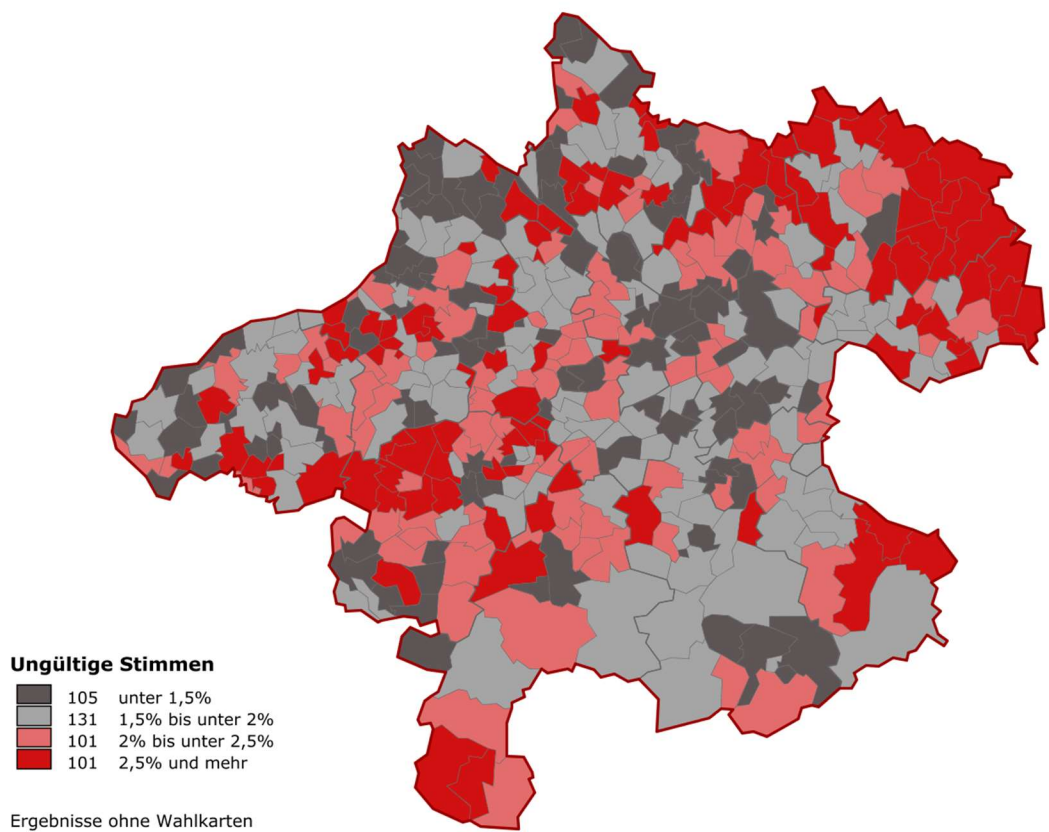 Ungültige Stimmen
105 unter 1,5%
131 1,5% bis unter 2%
101 2% bis unter 2,5%
101 2,5% und mehr
Ergebnisse ohne Wahlkarten